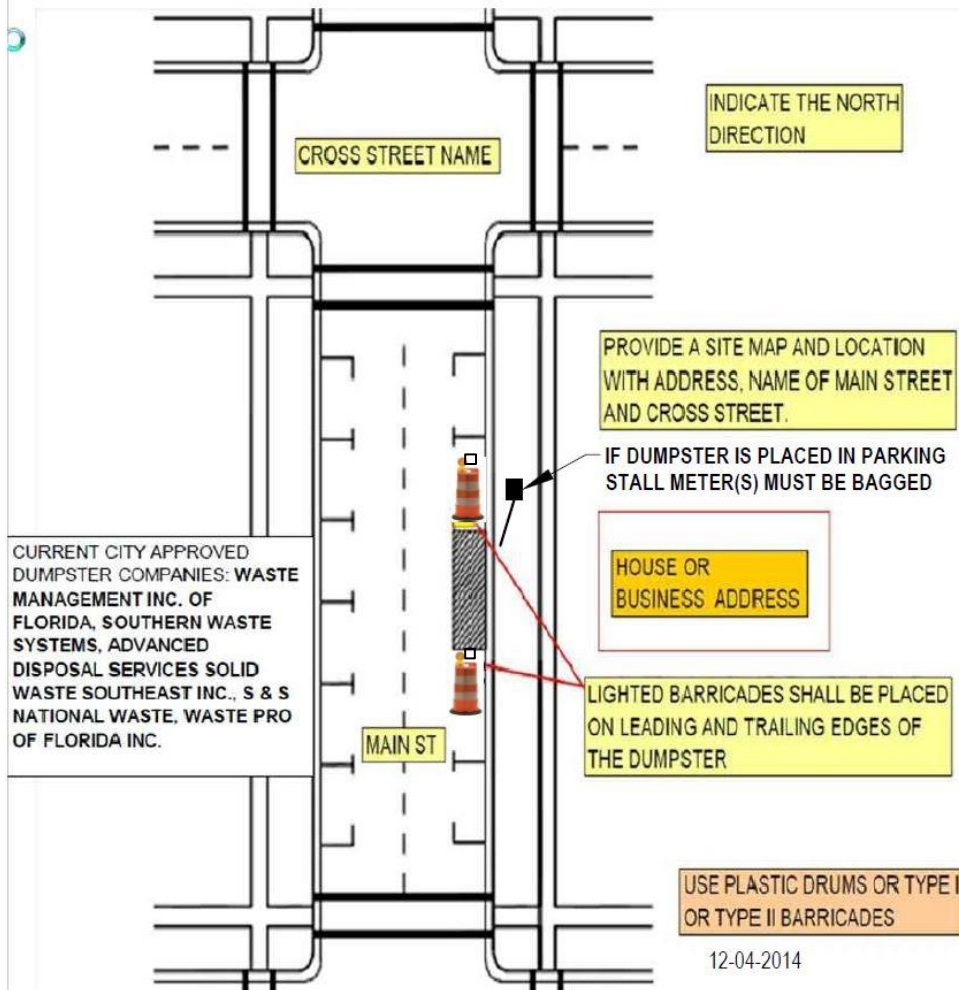 INDICATE THE NORTH
DIRECTION
CROSS STREET NAME
PROVIDE A SITE MAP AND LOCATION
WITH ADDRESS, NAME OF MAIN STREET
AND CROSS STREET.
IF DUMPSTER IS PLACED IN PARKING
STALL METER(S) MUST BE BAGGED
CURRENT CITY APPROVED
DUMPSTER COMPANIES: WASTE
MANAGEMENT INC. OF
FLORIDA, SOUTHERN WASTE
SYSTEMS, ADVANCED
DISPOSAL SERVICES SOLID
WASTE SOUTHEAST INC., S & S
NATIONAL WASTE, WASTE PRO
OF FLORIDA INC.
HOUSE OR
BUSINESS ADDRESS
LIGHTED BARRICADES SHALL BE PLACED
ON LEADING AND TRAILING EDGES OF
THE DUMPSTER
MAIN ST
USE PLASTIC DRUMS OR TYPE I
OR TYPE II BARRICADES
12-04-2014